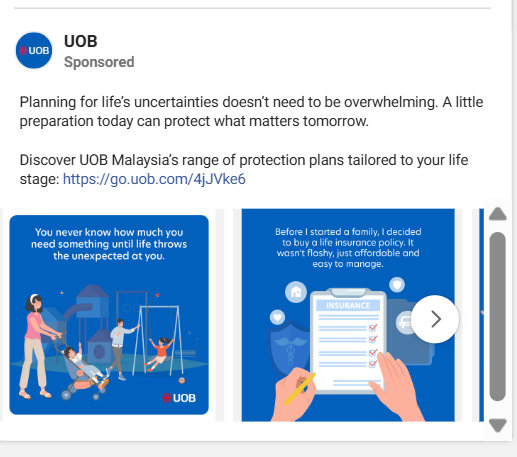 UOB
UOB
Sponsored
Planning for life's uncertainties doesn't need to be overwhelming. A little
preparation today can protect what matters tomorrow.
Discover UOB Malaysia's range of protection plans tailored to your life
stage: https://go.uob.com/4jJVke6
You never know how much you
need something until life throws
the unexpected at you.
UOB
Before I started a family, I decided
to buy a life insurance policy. It
wasn't flashy, just affordable and
easy to manage.
INSURANCE